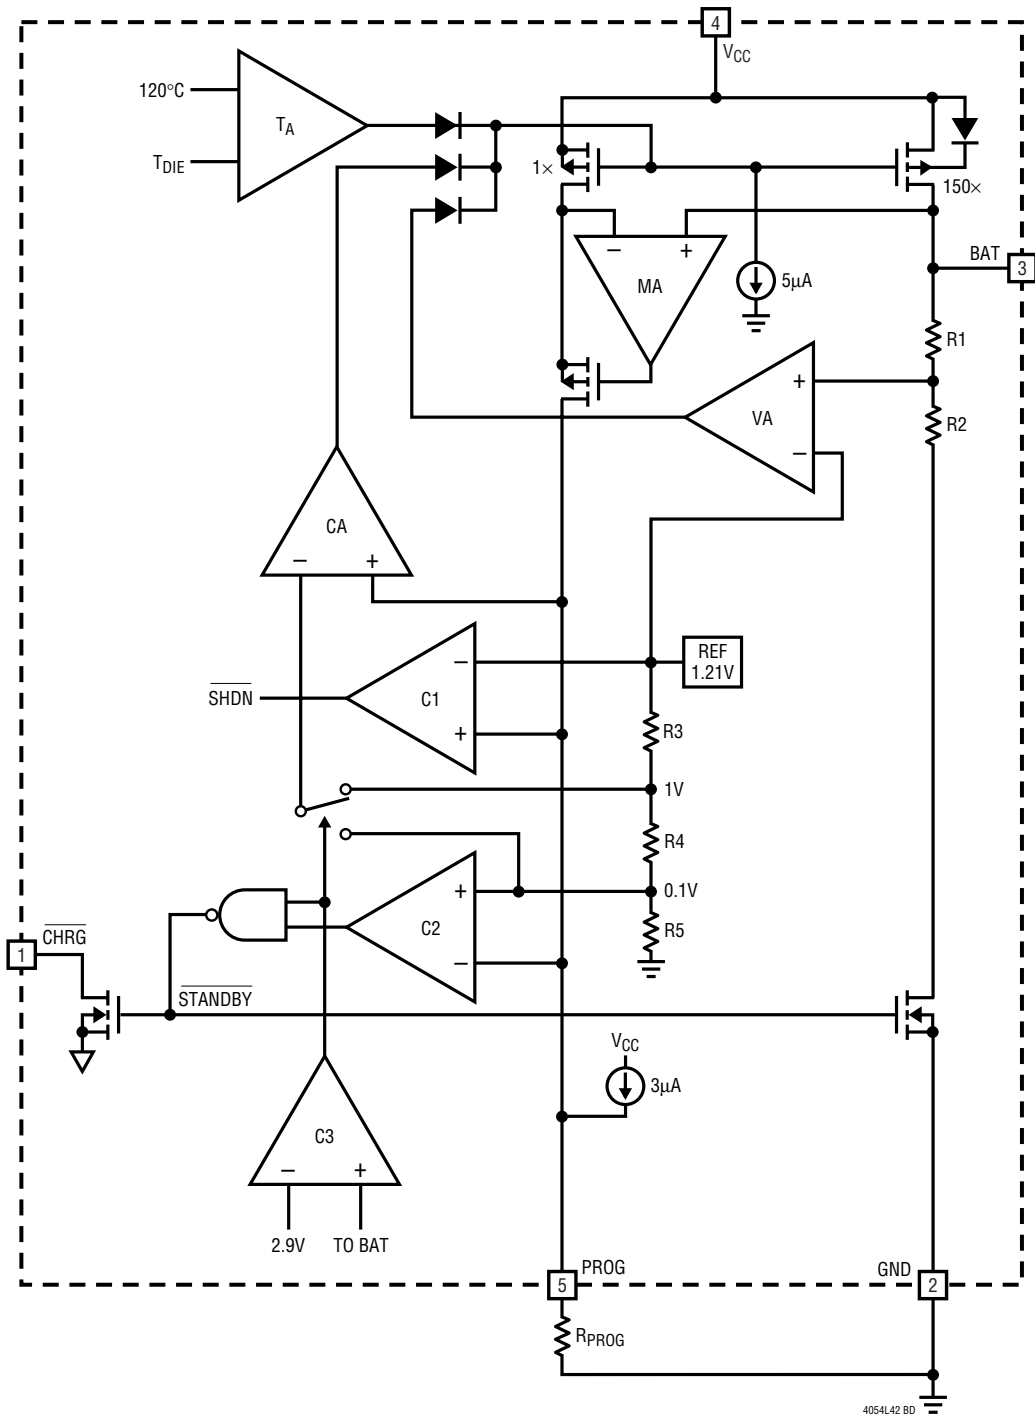 4
VCC
120°C
TA
TDIE
1×
150×
– +
MA
5µA
BAT
3
R1
+
VA
R2
–
CA
– +
REF
1.21V
–
SHDN
C1
+
R3
1V
R4
+
0.1V
C2
R5
–
CHRG
1
STANDBY
VCC
3µA
C3
– +
2.9V
TO BAT
PROG
5
GND
2
RPROG
4054L42 BD